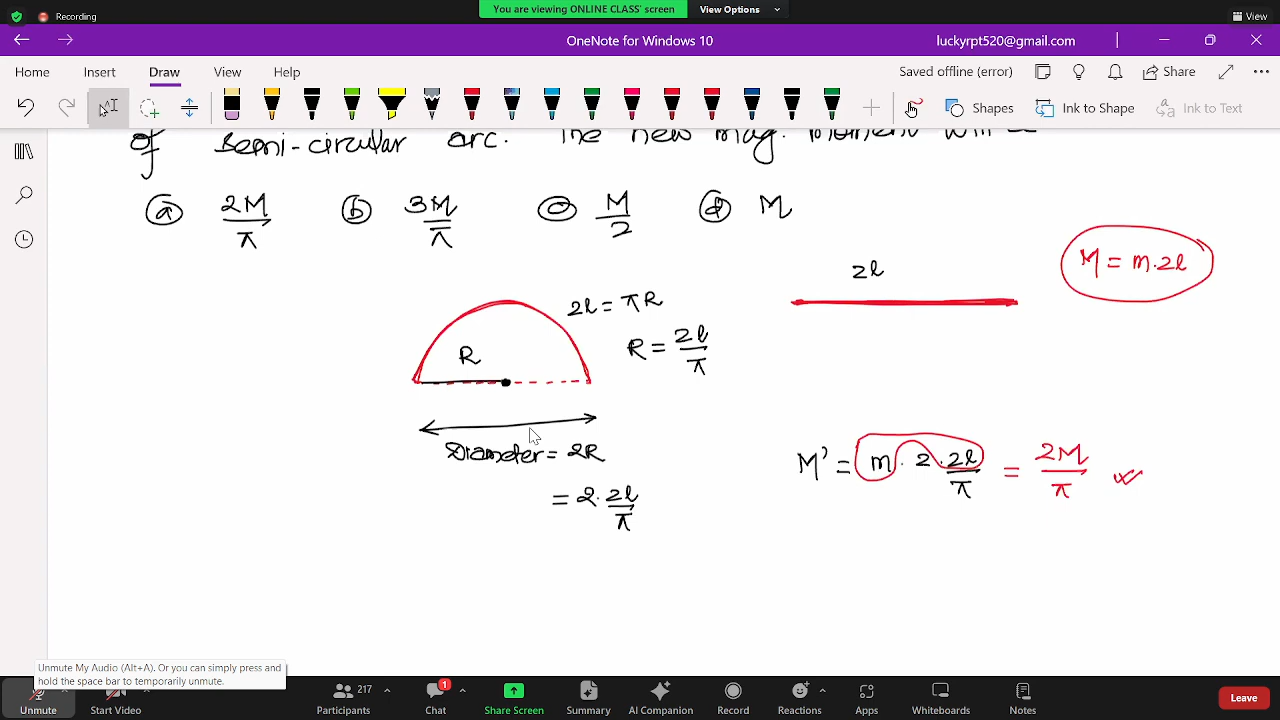 Recording
You are viewing ONLINE CLASS' screen
View Options
View
OneNote for Windows 10
luckyrpt520@gmail.com
Home Insert Draw View Help
Saved offline (error)
Share
Shapes
Ink to Shape
Ink to Text
of semi-circular arc. The new mag. moment will
(a) 2M/π (b) 3M/π (c) M/2 (d) M
2l
M = m·2l
2l = πR
R
R = 2l/π
Diameter = 2R
= 2·2l/π
M' = m·2·2l/π = 2M/π
Unmute My Audio (Alt+A). Or you can simply press and
hold the space bar to temporarily unmute.
217
1
Unmute
Start Video
Participants
Chat
Share Screen
Summary
AI Companion
Record
Reactions
Apps
Whiteboards
Notes
Leave